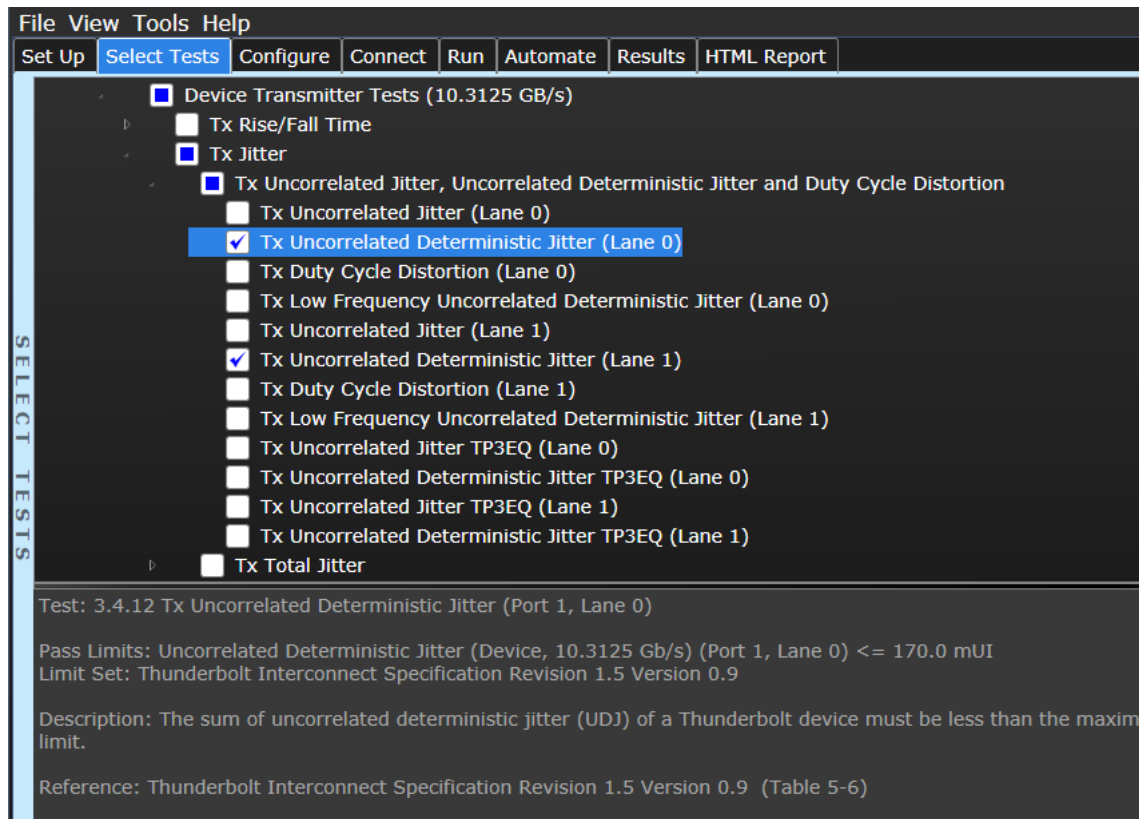 File View Tools Help
Set Up Select Tests Configure Connect Run Automate Results HTML Report
Device Transmitter Tests (10.3125 GB/s)
Tx Rise/Fall Time
Tx Jitter
Tx Uncorrelated Jitter, Uncorrelated Deterministic Jitter and Duty Cycle Distortion
Tx Uncorrelated Jitter (Lane 0)
Tx Uncorrelated Deterministic Jitter (Lane 0)
Tx Duty Cycle Distortion (Lane 0)
Tx Low Frequency Uncorrelated Deterministic Jitter (Lane 0)
Tx Uncorrelated Jitter (Lane 1)
Tx Uncorrelated Deterministic Jitter (Lane 1)
Tx Duty Cycle Distortion (Lane 1)
Tx Low Frequency Uncorrelated Deterministic Jitter (Lane 1)
Tx Uncorrelated Jitter TP3EQ (Lane 0)
Tx Uncorrelated Deterministic Jitter TP3EQ (Lane 0)
Tx Uncorrelated Jitter TP3EQ (Lane 1)
Tx Uncorrelated Deterministic Jitter TP3EQ (Lane 1)
Tx Total Jitter
SELECT TESTS
Test: 3.4.12 Tx Uncorrelated Deterministic Jitter (Port 1, Lane 0)
Pass Limits: Uncorrelated Deterministic Jitter (Device, 10.3125 Gb/s) (Port 1, Lane 0) <= 170.0 mUI
Limit Set: Thunderbolt Interconnect Specification Revision 1.5 Version 0.9
Description: The sum of uncorrelated deterministic jitter (UDJ) of a Thunderbolt device must be less than the maxim
limit.
Reference: Thunderbolt Interconnect Specification Revision 1.5 Version 0.9 (Table 5-6)